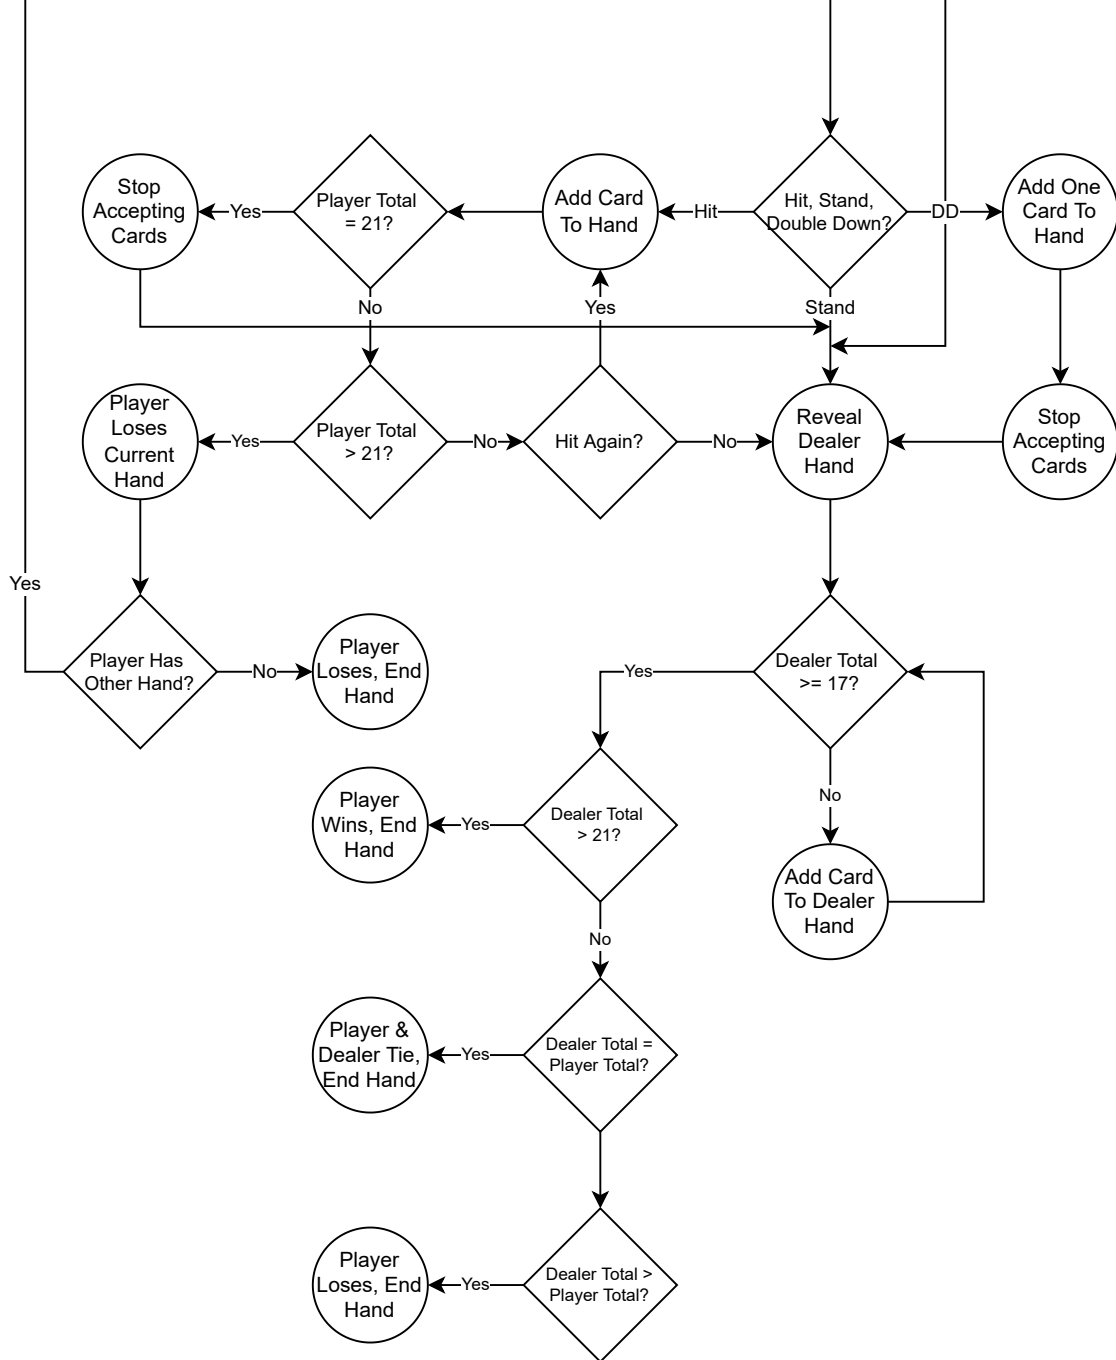 Stop
Accepting
Cards
Yes
Player Total
= 21?
Add Card
To Hand
Hit
Hit, Stand,
Double Down?
DD
Add One
Card To
Hand
No
Yes
Stand
Player
Loses
Current
Hand
Yes
Player Total
> 21?
No
Hit Again?
No
Reveal
Dealer
Hand
Stop
Accepting
Cards
Yes
Player Has
Other Hand?
No
Player
Loses, End
Hand
Yes
Dealer Total
>= 17?
No
Player
Wins, End
Hand
Yes
Dealer Total
> 21?
Add Card
To Dealer
Hand
No
Player &
Dealer Tie,
End Hand
Yes
Dealer Total =
Player Total?
Player
Loses, End
Hand
Yes
Dealer Total >
Player Total?